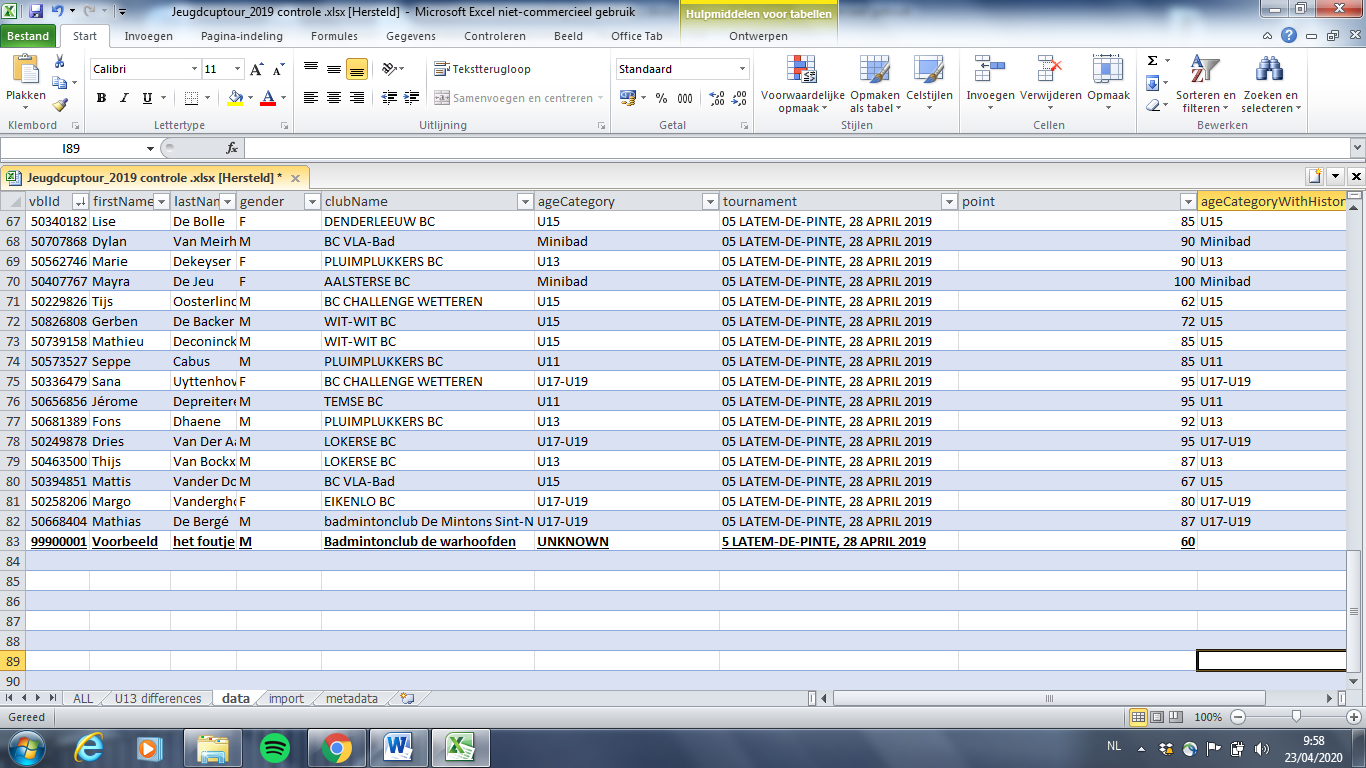 Jeugdcuptour_2019 controle .xlsx [Hersteld] - Microsoft Excel niet-commercieel gebruik
Hulpmiddelen voor tabellen
Bestand Start Invoegen Pagina-indeling Formules Gegevens Controleren Beeld Office Tab Ontwerpen
Plakken
Calibri 11
Tekstterugloop
Samenvoegen en centreren
Standaard
% 000
Voorwaardelijke opmaak
Opmaken als tabel
Celstijlen
Invoegen Verwijderen Opmaak
Sorteren en filteren
Zoeken en selecteren
Klembord Lettertype Uitlijning Getal Stijlen Cellen Bewerken
I89 fx
Jeugdcuptour_2019 controle .xlsx [Hersteld] *
vblId firstName lastNan gender clubName ageCategory tournament point ageCategoryWithHistor
67 50340182 Lise De Bolle F DENDERLEEUW BC U15 05 LATEM-DE-PINTE, 28 APRIL 2019 85 U15
68 50707868 Dylan Van Meirh M BC VLA-Bad Minibad 05 LATEM-DE-PINTE, 28 APRIL 2019 90 Minibad
69 50562746 Marie Dekeyser F PLUIMPLUKKERS BC U13 05 LATEM-DE-PINTE, 28 APRIL 2019 90 U13
70 50407767 Mayra De Jeu F AALSTERSE BC Minibad 05 LATEM-DE-PINTE, 28 APRIL 2019 100 Minibad
71 50229826 Tijs Oosterlinc M BC CHALLENGE WETTEREN U15 05 LATEM-DE-PINTE, 28 APRIL 2019 62 U15
72 50826808 Gerben De Backer M WIT-WIT BC U15 05 LATEM-DE-PINTE, 28 APRIL 2019 72 U15
73 50739158 Mathieu Deconinck M WIT-WIT BC U15 05 LATEM-DE-PINTE, 28 APRIL 2019 85 U15
74 50573527 Seppe Cabus M PLUIMPLUKKERS BC U11 05 LATEM-DE-PINTE, 28 APRIL 2019 85 U11
75 50336479 Sana Uyttenhov F BC CHALLENGE WETTEREN U17-U19 05 LATEM-DE-PINTE, 28 APRIL 2019 95 U17-U19
76 50656856 Jérome Depreitere M TEMSE BC U11 05 LATEM-DE-PINTE, 28 APRIL 2019 95 U11
77 50681389 Fons Dhaene M PLUIMPLUKKERS BC U13 05 LATEM-DE-PINTE, 28 APRIL 2019 92 U13
78 50249878 Dries Van Der Aa M LOKERSE BC U17-U19 05 LATEM-DE-PINTE, 28 APRIL 2019 95 U17-U19
79 50463500 Thijs Van Bockx M LOKERSE BC U13 05 LATEM-DE-PINTE, 28 APRIL 2019 87 U13
80 50394851 Mattis Vander Do M BC VLA-Bad U15 05 LATEM-DE-PINTE, 28 APRIL 2019 67 U15
81 50258206 Margo Vandergho F EIKENLO BC U17-U19 05 LATEM-DE-PINTE, 28 APRIL 2019 80 U17-U19
82 50668404 Mathias De Bergé M badmintonclub De Mintons Sint-N U17-U19 05 LATEM-DE-PINTE, 28 APRIL 2019 87 U17-U19
83 99900001 Voorbeeld het foutje M Badmintonclub de warhoofden UNKNOWN 5 LATEM-DE-PINTE, 28 APRIL 2019 60
84
85
86
87
88
89
90
ALL U13 differences data import metadata
Gereed 100%
NL 9:58
23/04/2020